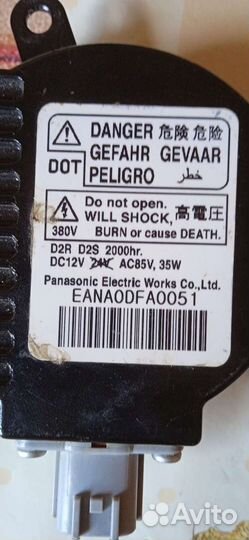 DANGER 危険 危险
GEFAHR GEVAAR
DOT PELIGRO خطر
Do not open.
WILL SHOCK, 高電圧
380V BURN or cause DEATH.
D2R D2S 2000hr.
DC12V 24V AC85V, 35W
Panasonic Electric Works Co., Ltd.
EANA0DFA0051
Avito